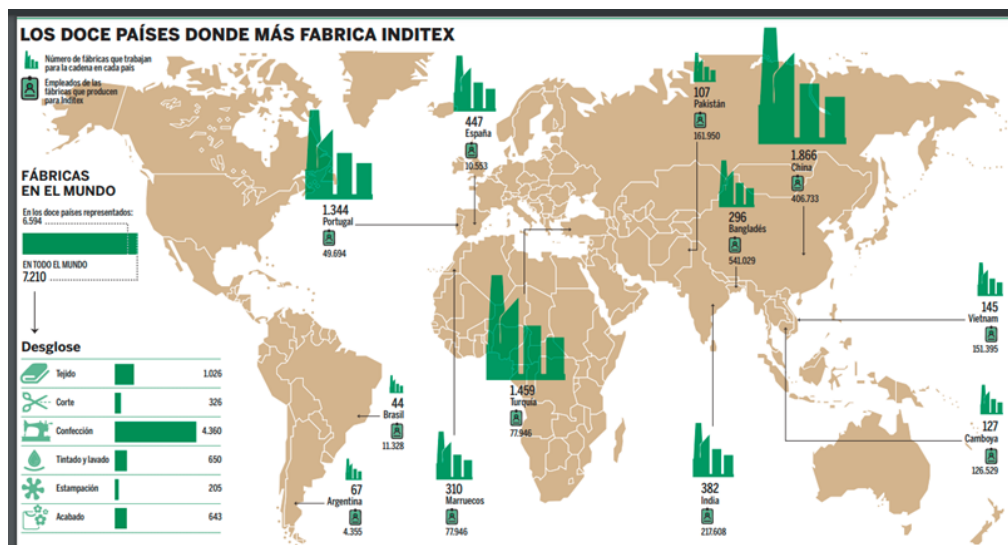 LOS DOCE PAÍSES DONDE MÁS FABRICA INDITEX
Número de fábricas que trabajan
para la cadena en cada país
Empleados de las
fábricas que producen
para Inditex
FÁBRICAS
EN EL MUNDO
En los doce países representados:
6.594
EN TODO EL MUNDO
7.210
Desglose
Tejido 1.026
Corte 326
Confección 4.360
Tintado y lavado 650
Estampación 205
Acabado 643
1.344
Portugal
49.694
447
España
10.553
107
Pakistán
161.950
1.866
China
406.733
296
Bangladés
541.029
145
Vietnam
151.395
1.459
Turquía
77.946
44
Brasil
11.328
67
Argentina
4.355
310
Marruecos
77.946
382
India
217.608
127
Camboya
126.529